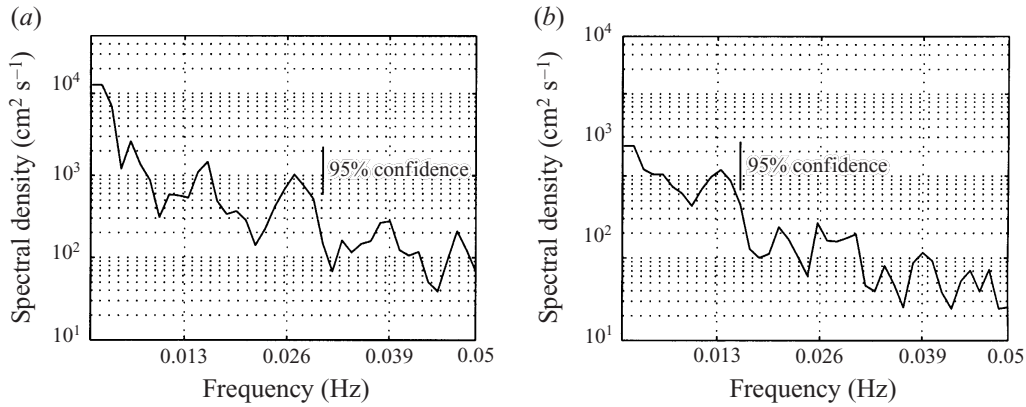 (a)
Spectral density (cm² s⁻¹)
10⁴
10³
10²
10¹
95% confidence
0.013 0.026 0.039 0.05
Frequency (Hz)
(b)
Spectral density (cm² s⁻¹)
10⁴
10³
10²
10¹
95% confidence
0.013 0.026 0.039 0.05
Frequency (Hz)